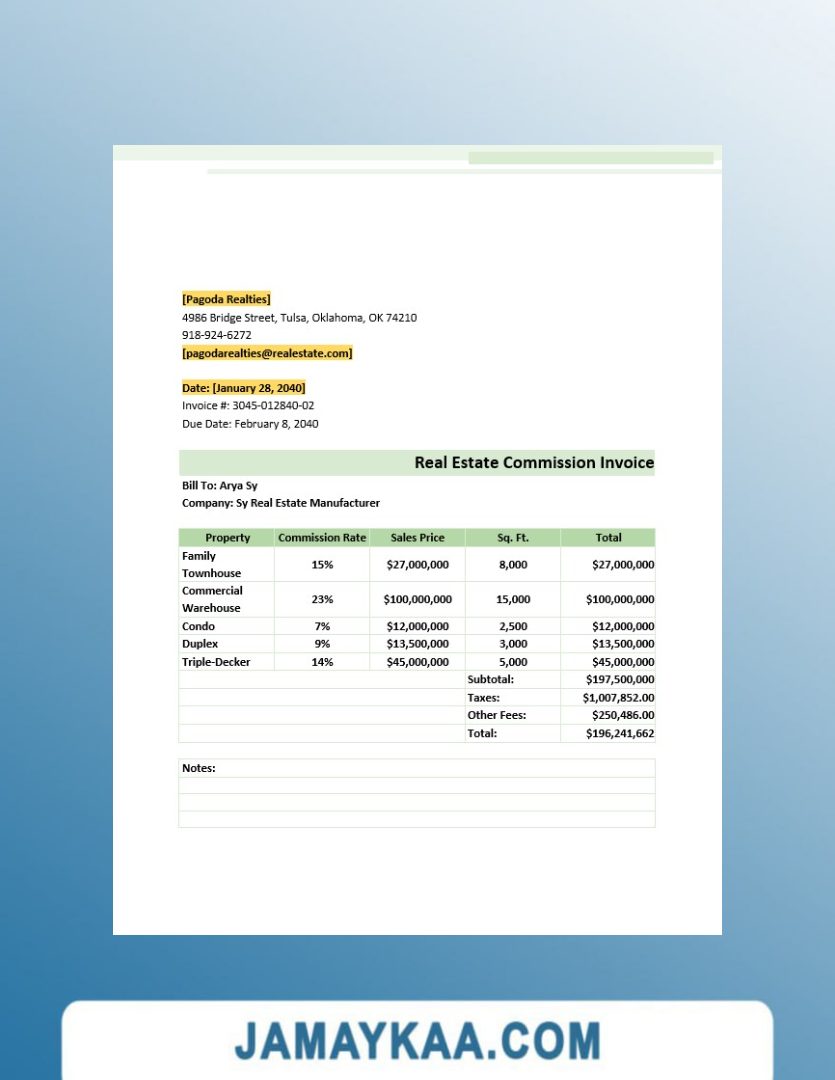 [Pagoda Realties]
4986 Bridge Street, Tulsa, Oklahoma, OK 74210
918-924-6272
[pagodarealties@realestate.com]
Date: [January 28, 2040]
Invoice #: 3045-012840-02
Due Date: February 8, 2040
Real Estate Commission Invoice
Bill To: Arya Sy
Company: Sy Real Estate Manufacturer
Property Commission Rate Sales Price Sq. Ft. Total
Family
Townhouse 15% $27,000,000 8,000 $27,000,000
Commercial
Warehouse 23% $100,000,000 15,000 $100,000,000
Condo 7% $12,000,000 2,500 $12,000,000
Duplex 9% $13,500,000 3,000 $13,500,000
Triple-Decker 14% $45,000,000 5,000 $45,000,000
Subtotal: $197,500,000
Taxes: $1,007,852.00
Other Fees: $250,486.00
Total: $196,241,662
Notes:
JAMAYKAA.COM